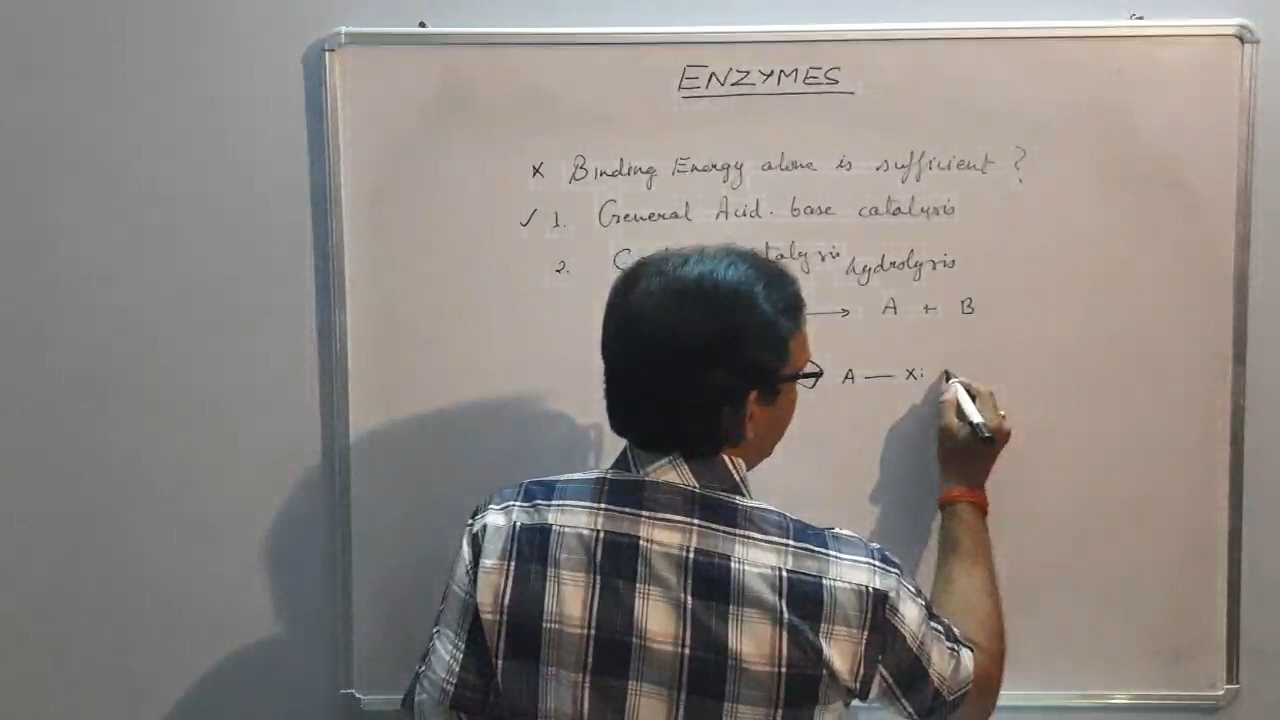 ENZYMES
x Binding Energy alone is sufficient ?
✓ 1. General Acid. base catalysis
2. hydrolysis
→ A + B
A — X: